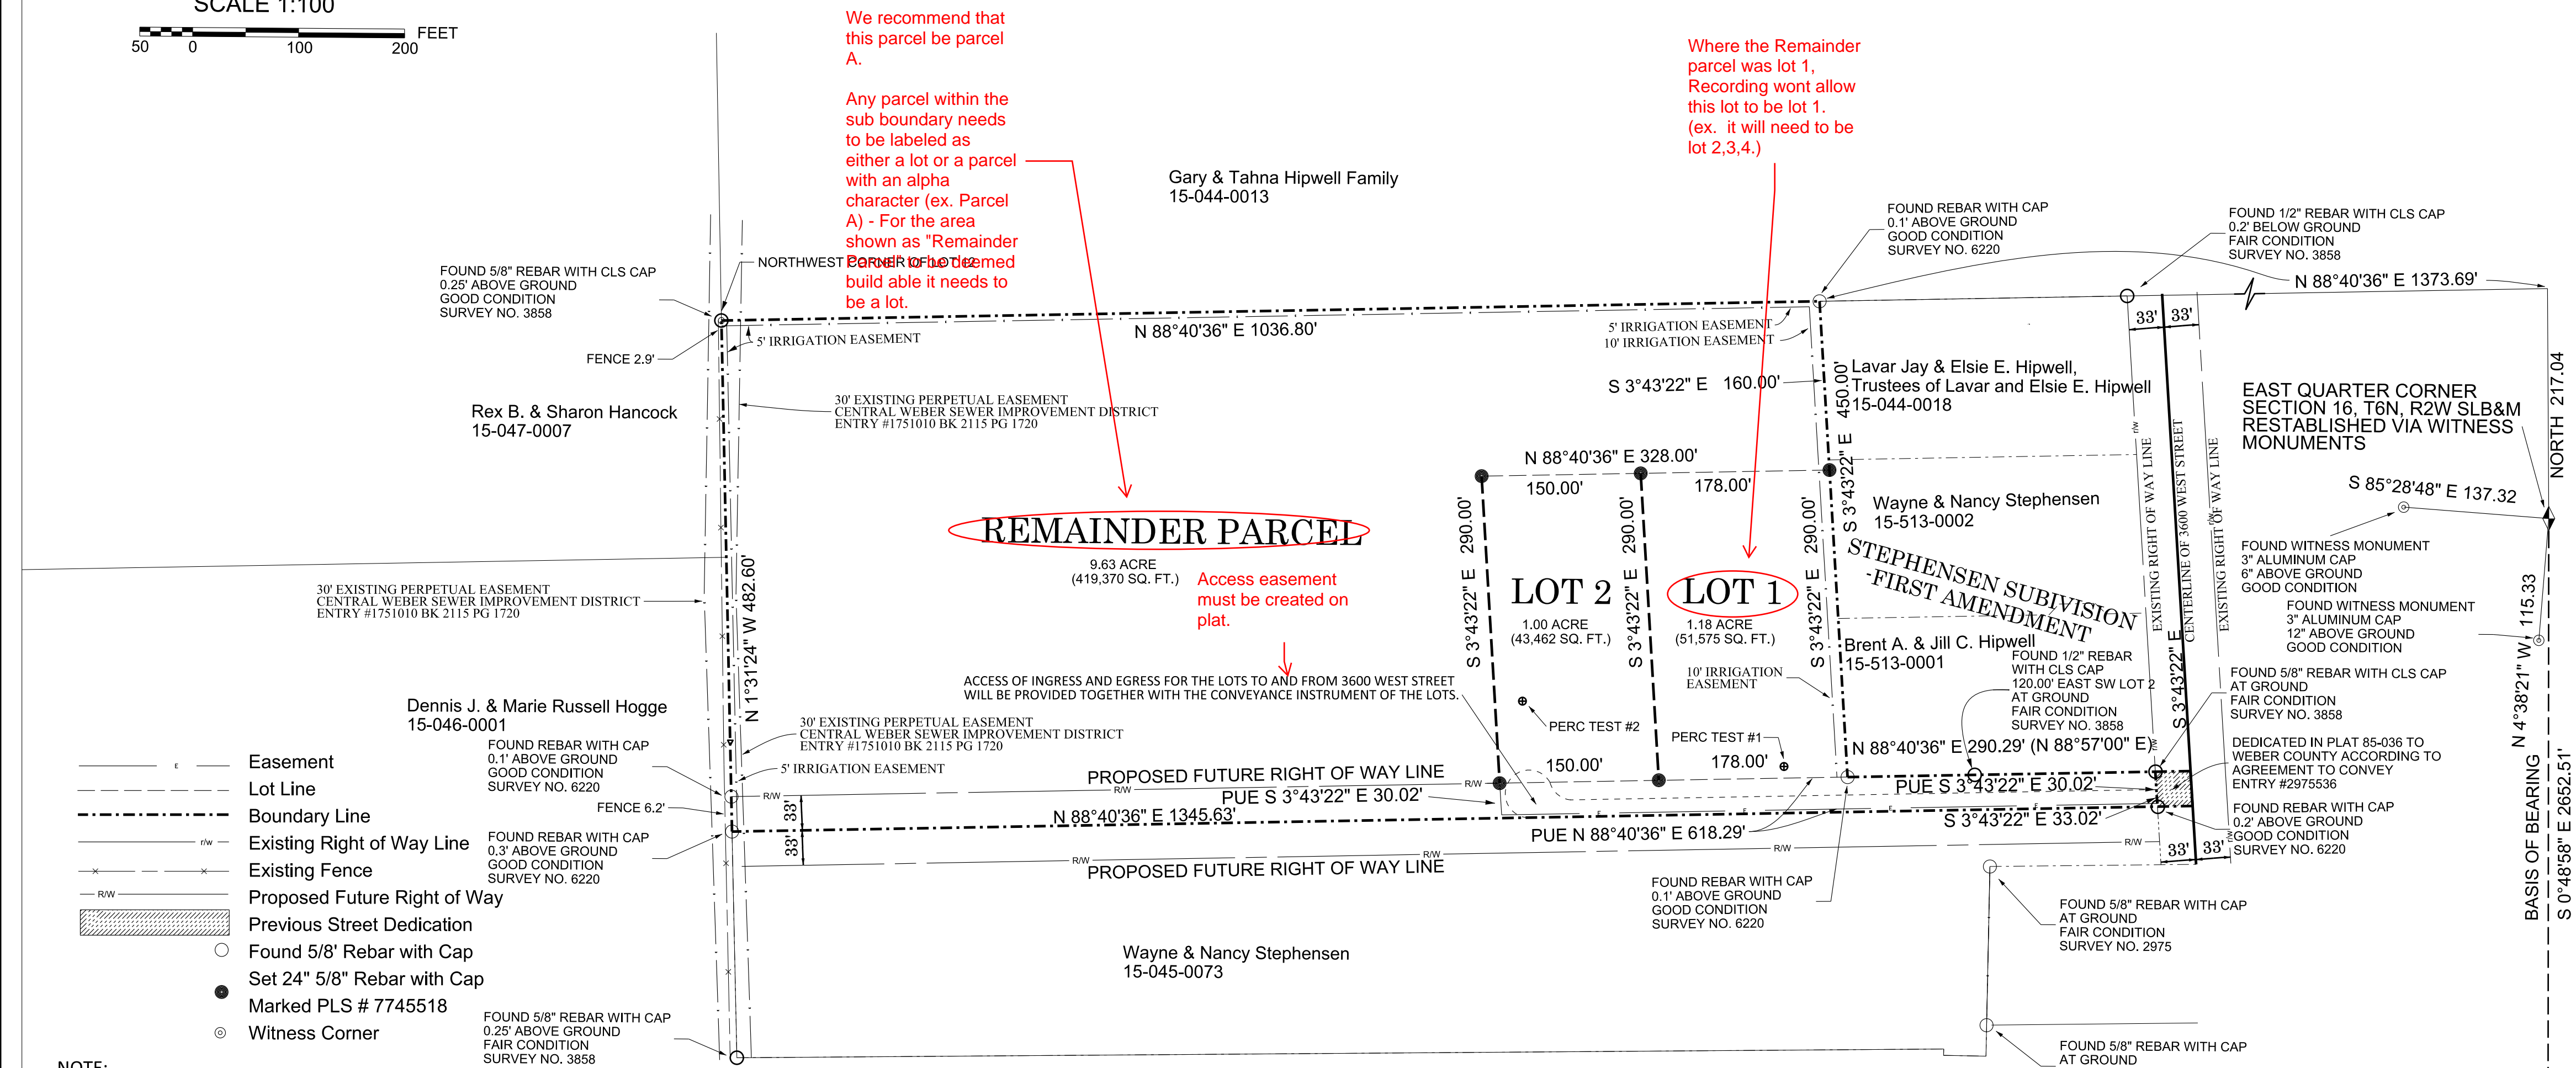 SCALE 1:100
50 0 100 200 FEET
We recommend that
this parcel be parcel
A.
Any parcel within the
sub boundary needs
to be labeled as
either a lot or a parcel
with an alpha
character (ex. Parcel
A) - For the area
shown as "Remainder
Parcel" to be deemed
build able it needs to
be a lot.
Where the Remainder
parcel was lot 1,
Recording wont allow
this lot to be lot 1.
(ex. it will need to be
lot 2,3,4.)
Gary & Tahna Hipwell Family
15-044-0013
FOUND REBAR WITH CAP
0.1' ABOVE GROUND
GOOD CONDITION
SURVEY NO. 6220
FOUND 1/2" REBAR WITH CLS CAP
0.2' BELOW GROUND
FAIR CONDITION
SURVEY NO. 3858
N 88°40'36" E 1373.69'
FOUND 5/8" REBAR WITH CLS CAP
0.25' ABOVE GROUND
GOOD CONDITION
SURVEY NO. 3858
NORTHWEST CORNER OF LOT 12
N 88°40'36" E 1036.80'
5' IRRIGATION EASEMENT
5' IRRIGATION EASEMENT
10' IRRIGATION EASEMENT
33' 33'
FENCE 2.9'
S 3°43'22" E 160.00'
S 3°43'22" E 450.00'
Lavar Jay & Elsie E. Hipwell,
Trustees of Lavar and Elsie E. Hipwell
15-044-0018
EAST QUARTER CORNER
SECTION 16, T6N, R2W SLB&M
RESTABLISHED VIA WITNESS
MONUMENTS
NORTH 217.04
Rex B. & Sharon Hancock
15-047-0007
30' EXISTING PERPETUAL EASEMENT
CENTRAL WEBER SEWER IMPROVEMENT DISTRICT
ENTRY #1751010 BK 2115 PG 1720
r/w
EXISTING RIGHT OF WAY LINE
CENTERLINE OF 3600 WEST STREET
EXISTING RIGHT OF WAY LINE
r/w
N 88°40'36" E 328.00'
150.00' 178.00'
S 85°28'48" E 137.32
Wayne & Nancy Stephensen
15-513-0002
REMAINDER PARCEL
9.63 ACRE
(419,370 SQ. FT.)
S 3°43'22" E 290.00'
S 3°43'22" E 290.00'
S 3°43'22" E 290.00'
LOT 2
1.00 ACRE
(43,462 SQ. FT.)
LOT 1
1.18 ACRE
(51,575 SQ. FT.)
STEPHENSEN SUBIVISION
-FIRST AMENDMENT
FOUND WITNESS MONUMENT
3" ALUMINUM CAP
6" ABOVE GROUND
GOOD CONDITION
FOUND WITNESS MONUMENT
3" ALUMINUM CAP
12" ABOVE GROUND
GOOD CONDITION
N 4°38'21" W 115.33
30' EXISTING PERPETUAL EASEMENT
CENTRAL WEBER SEWER IMPROVEMENT DISTRICT
ENTRY #1751010 BK 2115 PG 1720
N 1°31'24" W 482.60'
Access easement
must be created on
plat.
Brent A. & Jill C. Hipwell
15-513-0001
S 3°43'22" E
10' IRRIGATION
EASEMENT
FOUND 1/2" REBAR
WITH CLS CAP
120.00' EAST SW LOT 2
AT GROUND
FAIR CONDITION
SURVEY NO. 3858
FOUND 5/8" REBAR WITH CLS CAP
AT GROUND
FAIR CONDITION
SURVEY NO. 3858
ACCESS OF INGRESS AND EGRESS FOR THE LOTS TO AND FROM 3600 WEST STREET
WILL BE PROVIDED TOGETHER WITH THE CONVEYANCE INSTRUMENT OF THE LOTS.
Dennis J. & Marie Russell Hogge
15-046-0001
30' EXISTING PERPETUAL EASEMENT
CENTRAL WEBER SEWER IMPROVEMENT DISTRICT
ENTRY #1751010 BK 2115 PG 1720
PERC TEST #2
PERC TEST #1
N 88°40'36" E 290.29' (N 88°57'00" E)
r/w
DEDICATED IN PLAT 85-036 TO
WEBER COUNTY ACCORDING TO
AGREEMENT TO CONVEY
ENTRY #2975536
FOUND REBAR WITH CAP
0.1' ABOVE GROUND
GOOD CONDITION
SURVEY NO. 6220
5' IRRIGATION EASEMENT
PROPOSED FUTURE RIGHT OF WAY LINE
150.00' 178.00'
R/W R/W R/W
PUE S 3°43'22" E 30.02'
PUE S 3°43'22" E 30.02'
FENCE 6.2'
33'
33'
N 88°40'36" E 1345.63'
E E E E
PUE N 88°40'36" E 618.29'
S 3°43'22" E 33.02'
FOUND REBAR WITH CAP
0.2' ABOVE GROUND
GOOD CONDITION
SURVEY NO. 6220
r/w
33' 33'
FOUND REBAR WITH CAP
0.3' ABOVE GROUND
GOOD CONDITION
SURVEY NO. 6220
R/W R/W R/W R/W
PROPOSED FUTURE RIGHT OF WAY LINE
FOUND REBAR WITH CAP
0.1' ABOVE GROUND
GOOD CONDITION
SURVEY NO. 6220
FOUND 5/8" REBAR WITH CAP
AT GROUND
FAIR CONDITION
SURVEY NO. 2975
BASIS OF BEARING
S 0°48'58" E 2652.51'
Wayne & Nancy Stephensen
15-045-0073
FOUND 5/8" REBAR WITH CAP
0.25' ABOVE GROUND
FAIR CONDITION
SURVEY NO. 3858
FOUND 5/8" REBAR WITH CAP
AT GROUND
E Easement
Lot Line
Boundary Line
r/w Existing Right of Way Line
x x Existing Fence
R/W Proposed Future Right of Way
Previous Street Dedication
Found 5/8' Rebar with Cap
Set 24" 5/8" Rebar with Cap
Marked PLS # 7745518
Witness Corner
NOTE: